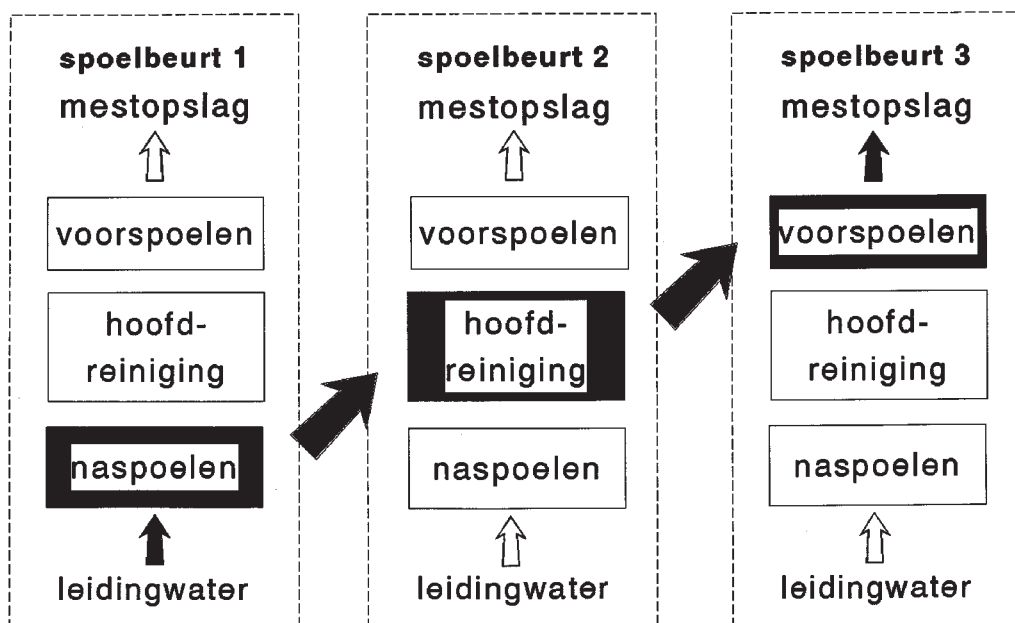 spoelbeurt 1
mestopslag
voorspoelen
hoofd-
reiniging
naspoelen
leidingwater
spoelbeurt 2
mestopslag
voorspoelen
hoofd-
reiniging
naspoelen
leidingwater
spoelbeurt 3
mestopslag
voorspoelen
hoofd-
reiniging
naspoelen
leidingwater